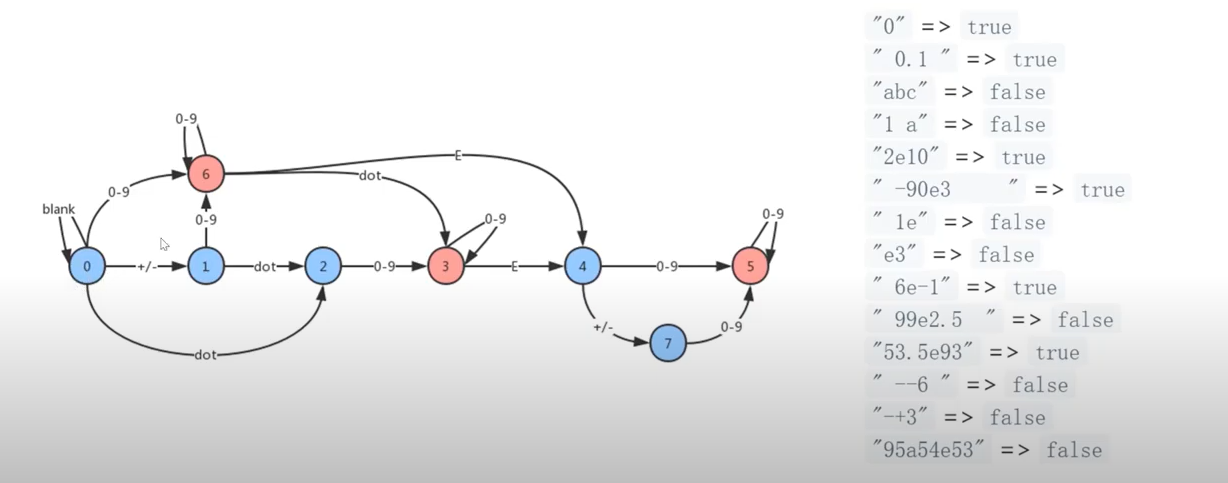 0-9
E
6
dot
0-9
blank
0-9
0-9
0-9
0
+/-
1
dot
2
0-9
3
E
4
0-9
5
+/-
7
0-9
dot
"0" => true
" 0.1 " => true
"abc" => false
"1 a" => false
"2e10" => true
" -90e3   " => true
" 1e" => false
"e3" => false
" 6e-1" => true
" 99e2.5  " => false
"53.5e93" => true
" --6 " => false
"-+3" => false
"95a54e53" => false